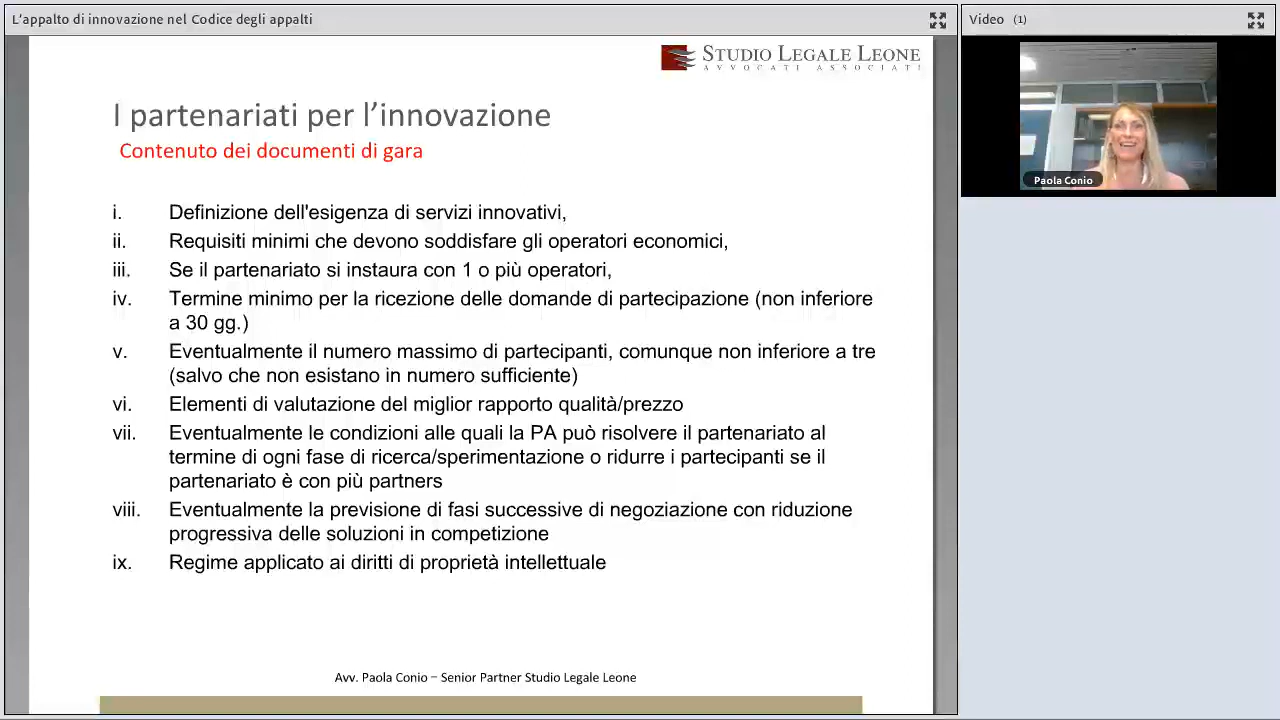 L'appalto di innovazione nel Codice degli appalti
Video (1)
STUDIO LEGALE LEONE
AVVOCATI ASSOCIATI
I partenariati per l'innovazione
Contenuto dei documenti di gara
Paola Conio
i. Definizione dell'esigenza di servizi innovativi,
ii. Requisiti minimi che devono soddisfare gli operatori economici,
iii. Se il partenariato si instaura con 1 o più operatori,
iv. Termine minimo per la ricezione delle domande di partecipazione (non inferiore
a 30 gg.)
v. Eventualmente il numero massimo di partecipanti, comunque non inferiore a tre
(salvo che non esistano in numero sufficiente)
vi. Elementi di valutazione del miglior rapporto qualità/prezzo
vii. Eventualmente le condizioni alle quali la PA può risolvere il partenariato al
termine di ogni fase di ricerca/sperimentazione o ridurre i partecipanti se il
partenariato è con più partners
viii. Eventualmente la previsione di fasi successive di negoziazione con riduzione
progressiva delle soluzioni in competizione
ix. Regime applicato ai diritti di proprietà intellettuale
Avv. Paola Conio – Senior Partner Studio Legale Leone